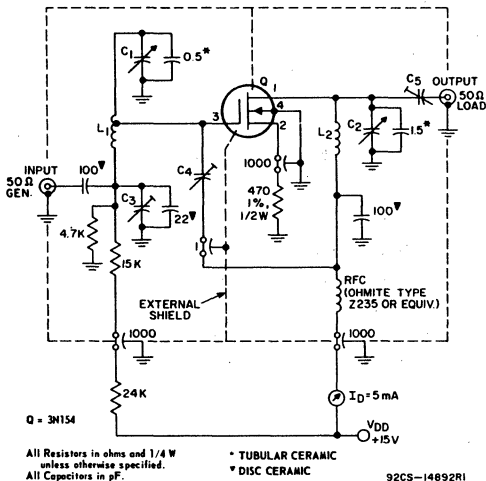 C1
0.5*
Q 1
3
4
2
L1
C4
L2
C2
1.5*
C5
OUTPUT
50Ω
LOAD
INPUT
50Ω
GEN.
100▼
C3
22▼
4.7K
15K
1000
470
1%,
1/2W
100▼
1
EXTERNAL
SHIELD
RFC
(OHMITE TYPE
Z235 OR EQUIV.)
1000
1000
24K
ID=5mA
VDD
+15V
Q = 3N154
All Resistors in ohms and 1/4 W
unless otherwise specified.
All Capacitors in pF.
* TUBULAR CERAMIC
▼ DISC CERAMIC
92CS-14892R1